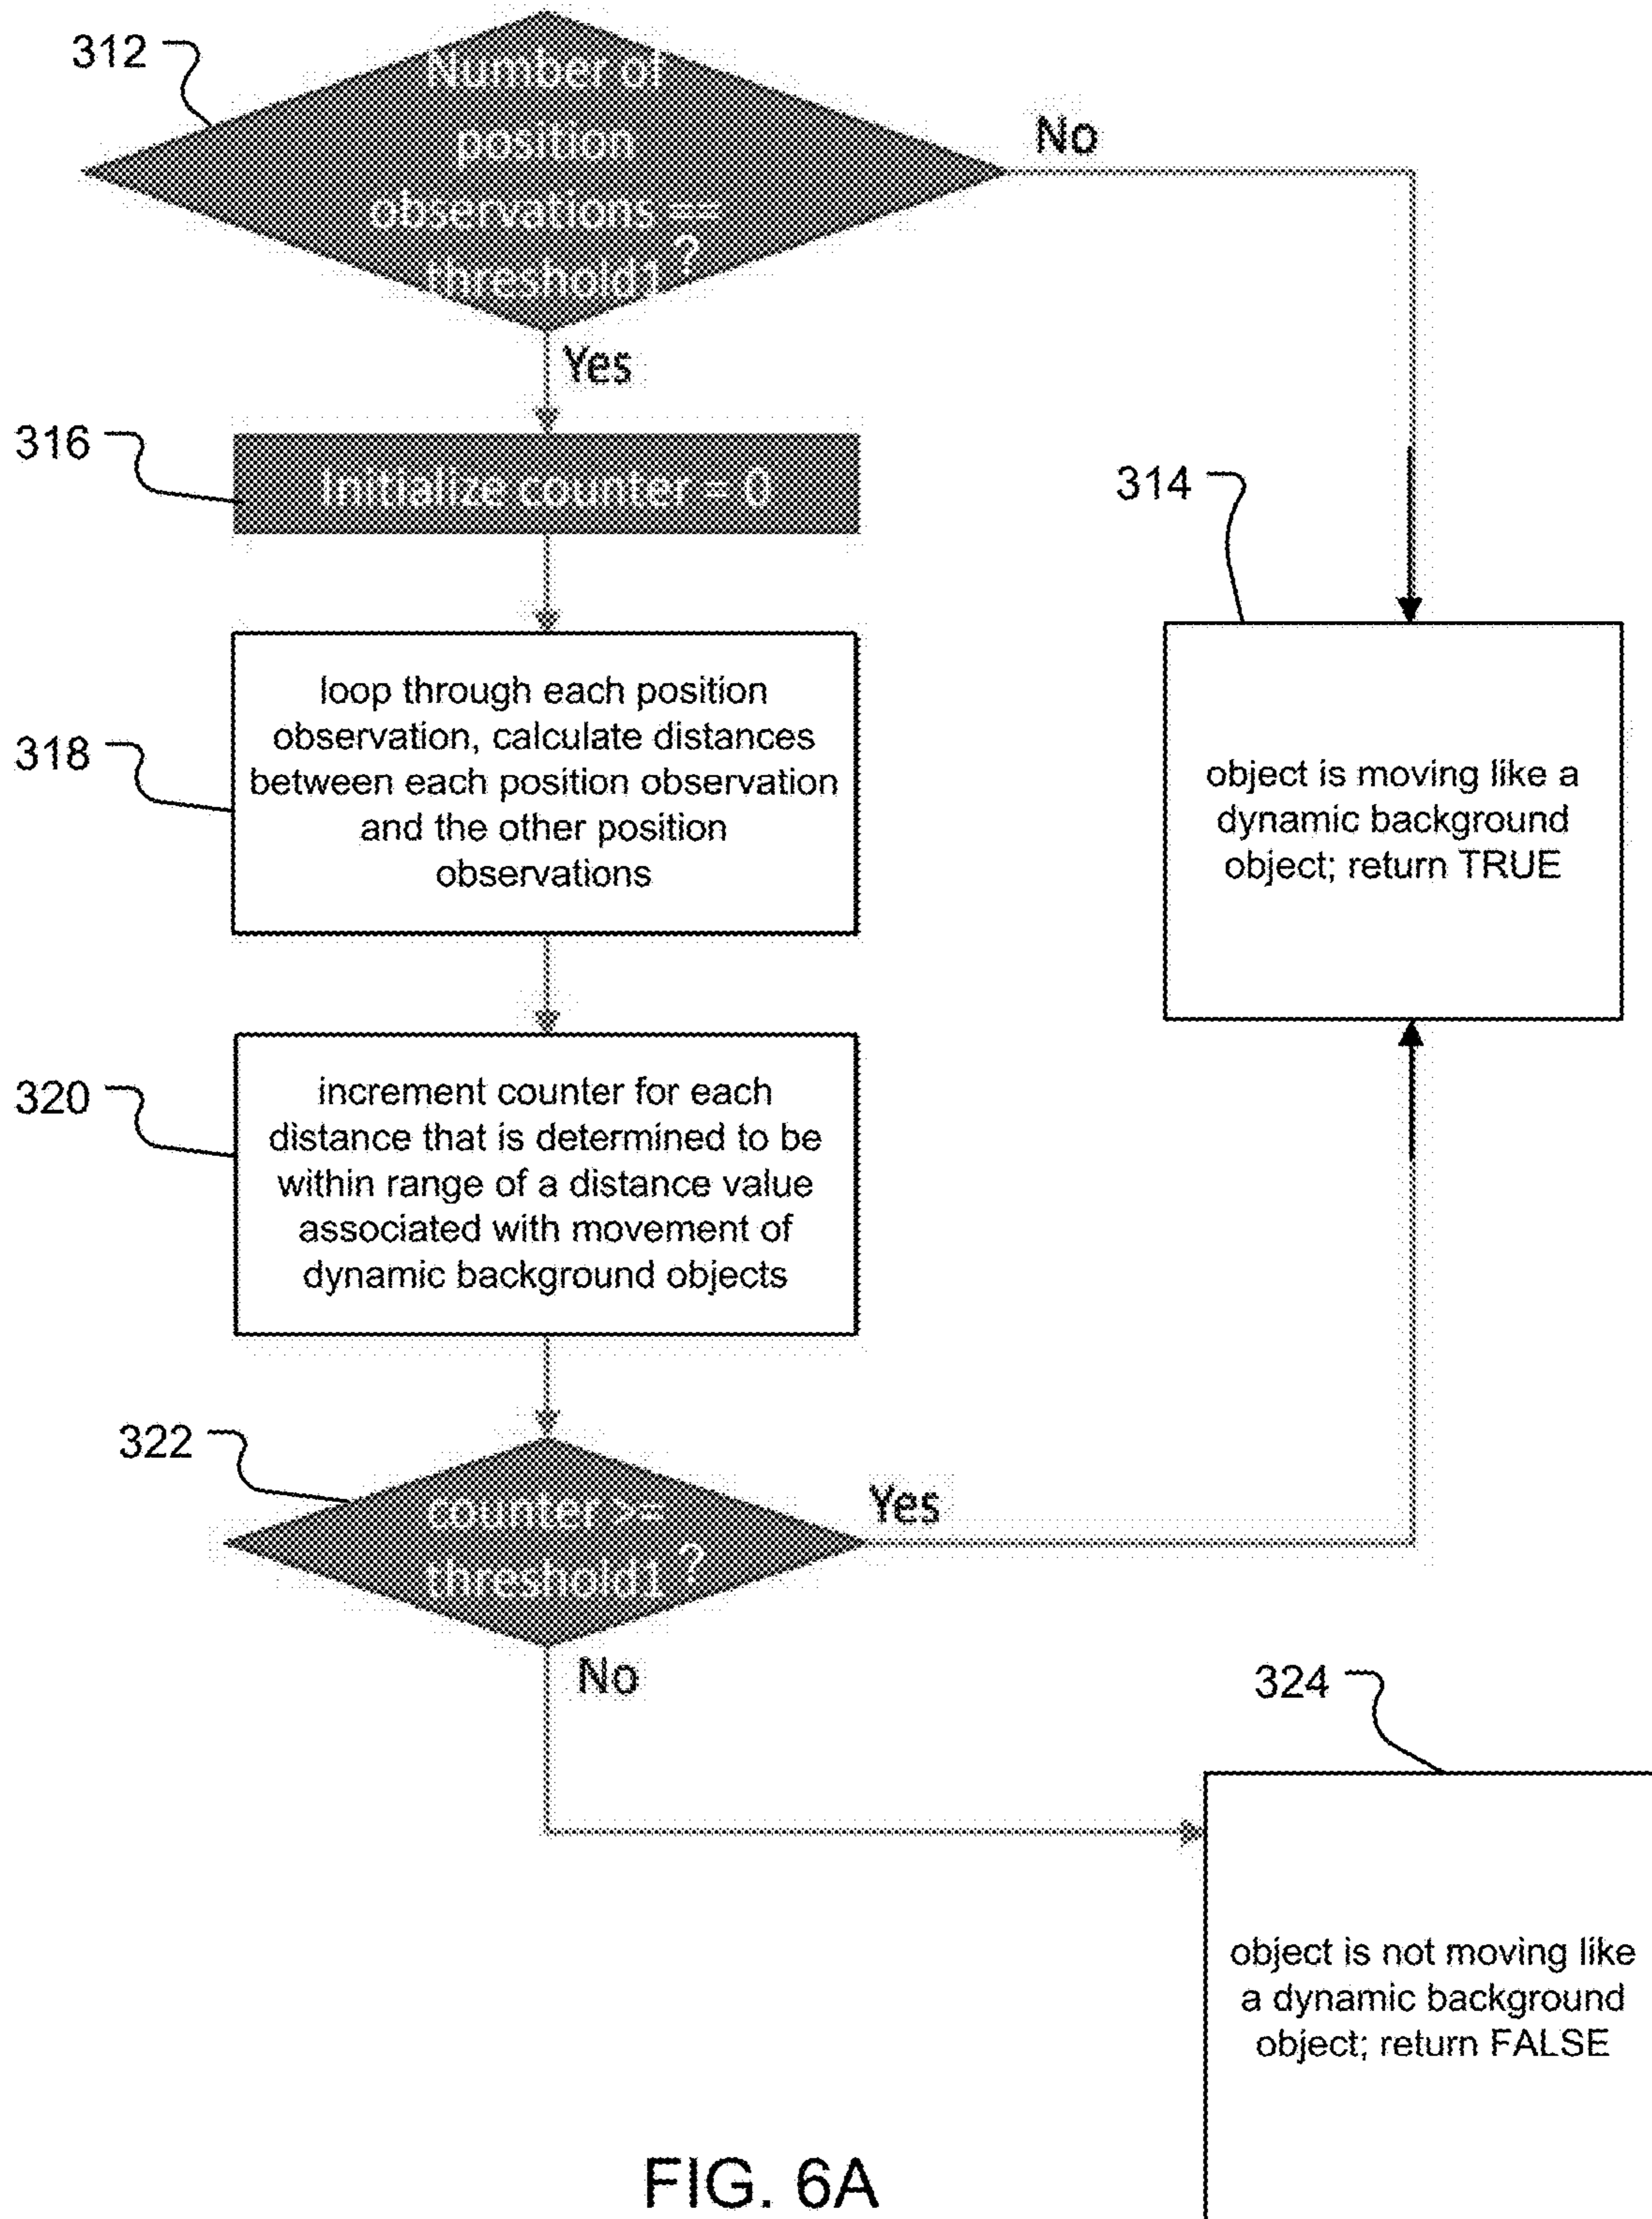 312
Number of
position
observations ==
threshold1 ?
No
Yes
316
Initialize counter = 0
314
318
loop through each position
observation, calculate distances
between each position observation
and the other position
observations
object is moving like a
dynamic background
object; return TRUE
320
increment counter for each
distance that is determined to be
within range of a distance value
associated with movement of
dynamic background objects
322
counter >=
threshold1 ?
Yes
No
324
object is not moving like
a dynamic background
object; return FALSE
FIG. 6A